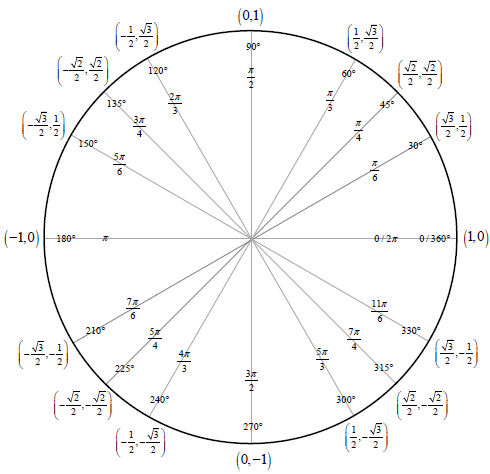 (0,1)
(-1/2, √3/2)
(1/2, √3/2)
90°
(-√2/2, √2/2)
120°
60°
(√2/2, √2/2)
π/2
135°
2π/3
π/3
45°
(-√3/2, 1/2)
3π/4
π/4
(√3/2, 1/2)
150°
5π/6
π/6
30°
(-1,0) 180° π 0 / 2π 0 / 360° (1,0)
7π/6
11π/6
210°
330°
(-√3/2, -1/2)
5π/4
7π/4
(√3/2, -1/2)
225°
4π/3
5π/3
315°
3π/2
(-√2/2, -√2/2)
240°
300°
(√2/2, -√2/2)
270°
(-1/2, -√3/2)
(1/2, -√3/2)
(0,-1)